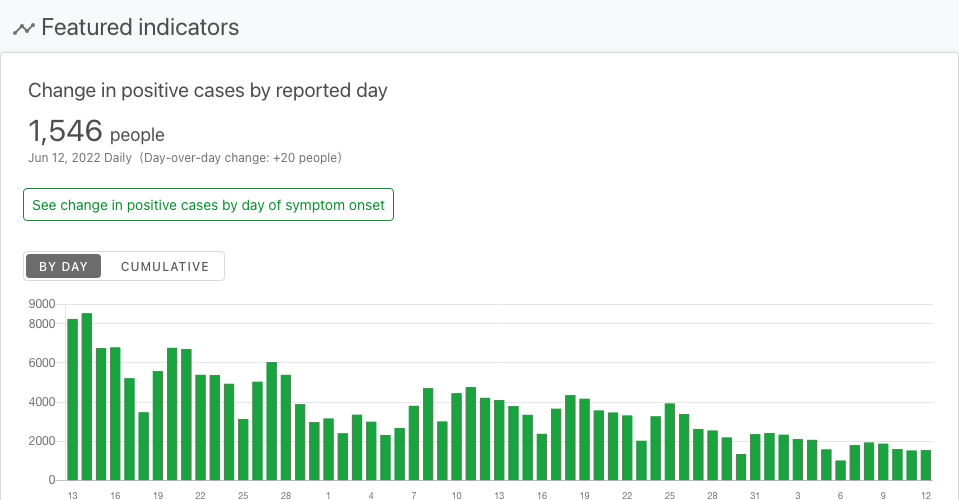 Featured indicators
Change in positive cases by reported day
1,546 people
Jun 12, 2022 Daily (Day-over-day change: +20 people)
See change in positive cases by day of symptom onset
BY DAY CUMULATIVE
9000
8000
6000
4000
2000
0
13 16 19 22 25 28 1 4 7 10 13 16 19 22 25 28 31 3 6 9 12